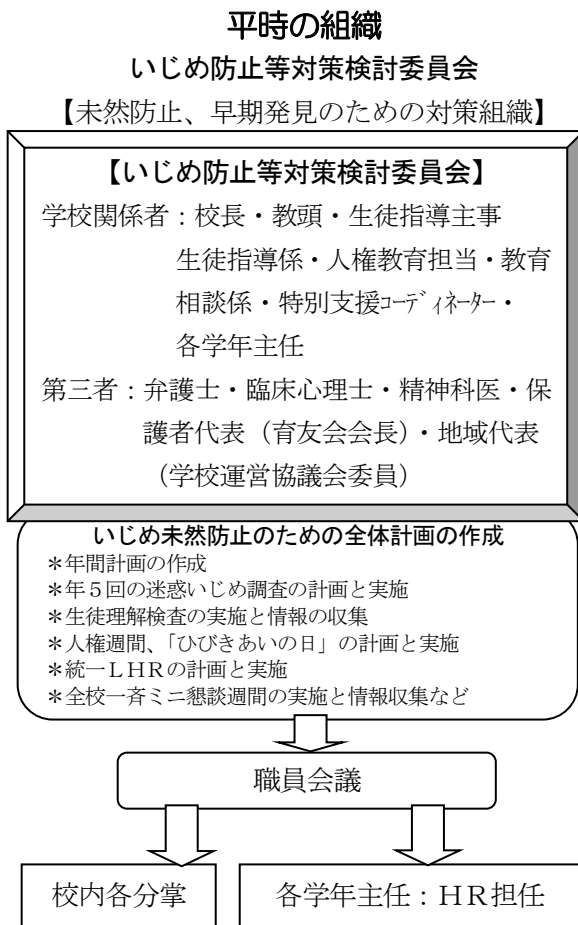 平時の組織
いじめ防止等対策検討委員会
【未然防止、早期発見のための対策組織】
【いじめ防止等対策検討委員会】
学校関係者：校長・教頭・生徒指導主事
生徒指導係・人権教育担当・教育
相談係・特別支援ｺｰﾃﾞｨﾈｰﾀｰ・
各学年主任
第三者：弁護士・臨床心理士・精神科医・保
護者代表（育友会会長）・地域代表
（学校運営協議会委員）
いじめ未然防止のための全体計画の作成
＊年間計画の作成
＊年５回の迷惑いじめ調査の計画と実施
＊生徒理解検査の実施と情報の収集
＊人権週間、「ひびきあいの日」の計画と実施
＊統一ＬＨＲの計画と実施
＊全校一斉ミニ懇談週間の実施と情報収集など
職員会議
校内各分掌
各学年主任：ＨＲ担任